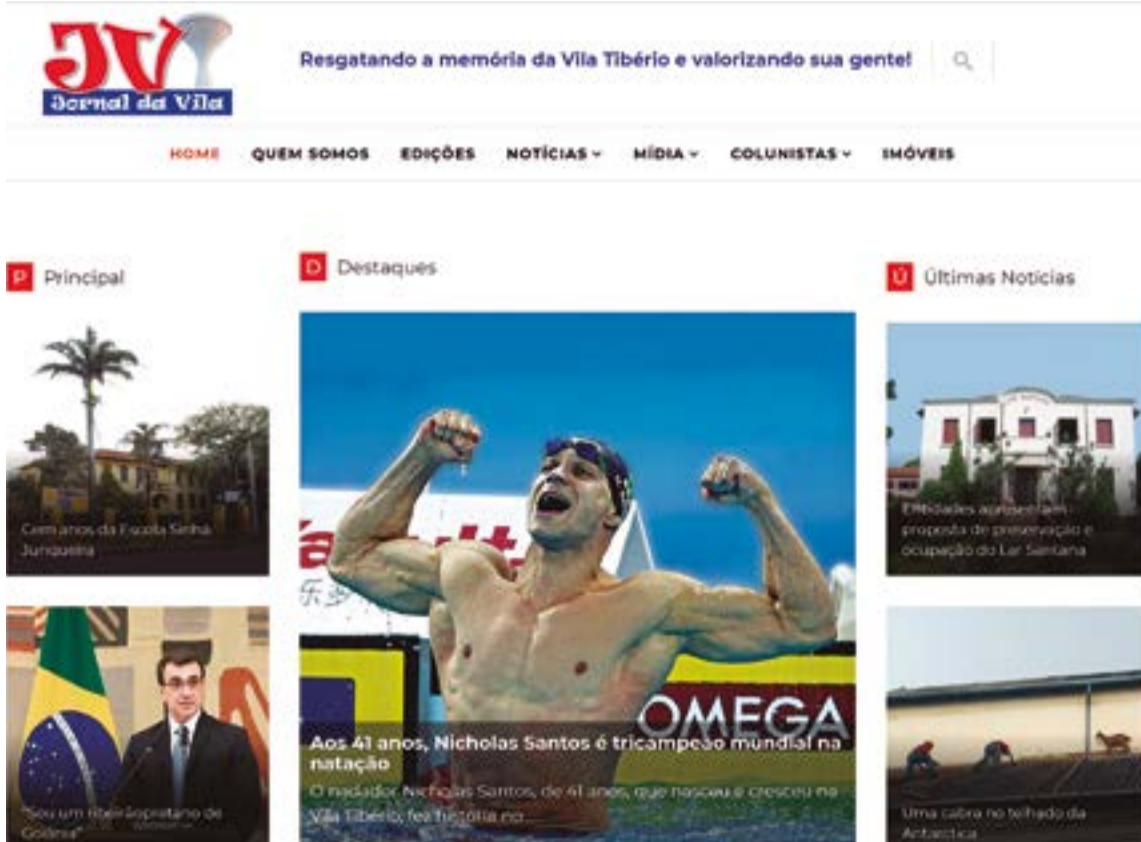 JV
Jornal da Vila
Resgatando a memória da Vila Tibério e valorizando sua gente!
HOME QUEM SOMOS EDIÇÕES NOTÍCIAS MÍDIA COLUNISTAS IMÓVEIS
P Principal
Cem anos da Escola Sinhá
Junqueira
"Sou um ribeirãopretano de
Goiânia"
D Destaques
乐
OMEGA
Aos 41 anos, Nicholas Santos é tricampeão mundial na
natação
O nadador Nicholas Santos, de 41 anos, que nasceu e cresceu na
Vila Tibério, fez história no...
Ú Últimas Notícias
Entidades apresentam
proposta de preservação e
ocupação do Lar Santana
Uma cabra no telhado da
Antarctica